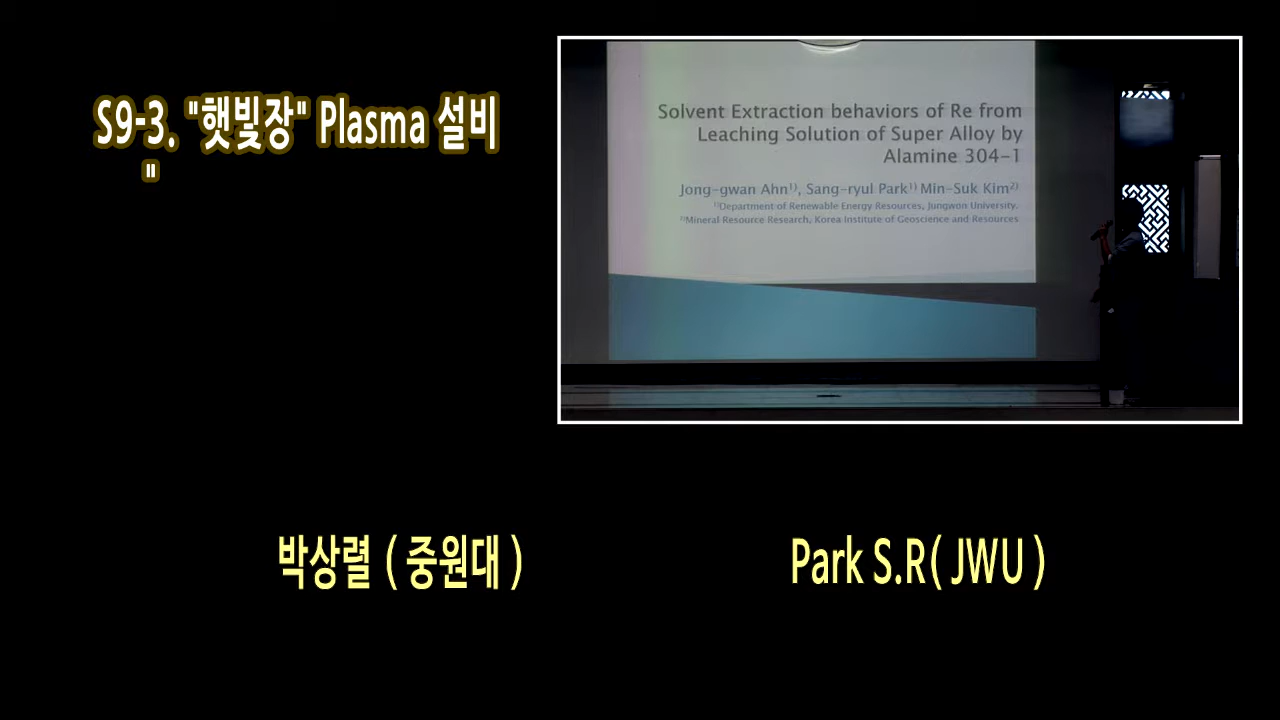 S9-3. "햇빛장" Plasma 설비
"
Solvent Extraction behaviors of Re from
Leaching Solution of Super Alloy by
Alamine 304-1
Jong-gwan Ahn1), Sang-ryul Park1) Min-Suk Kim2)
1)Department of Renewable Energy Resources, Jungwon University.
2)Mineral Resource Research, Korea Institute of Geoscience and Resources
박상렬 ( 중원대 )
Park S.R( JWU )